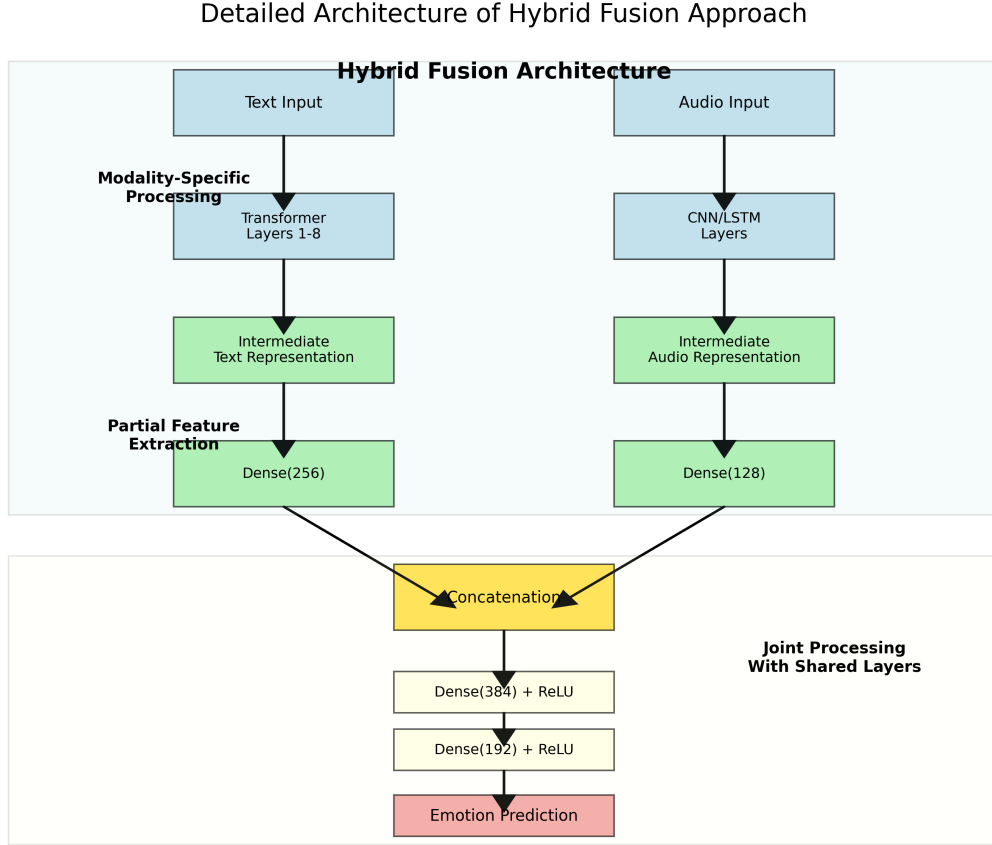 Detailed Architecture of Hybrid Fusion Approach
Hybrid Fusion Architecture
Text Input
Audio Input
Modality-Specific
Processing
Transformer
Layers 1-8
CNN/LSTM
Layers
Intermediate
Text Representation
Intermediate
Audio Representation
Partial Feature
Extraction
Dense(256)
Dense(128)
Concatenation
Joint Processing
With Shared Layers
Dense(384) + ReLU
Dense(192) + ReLU
Emotion Prediction